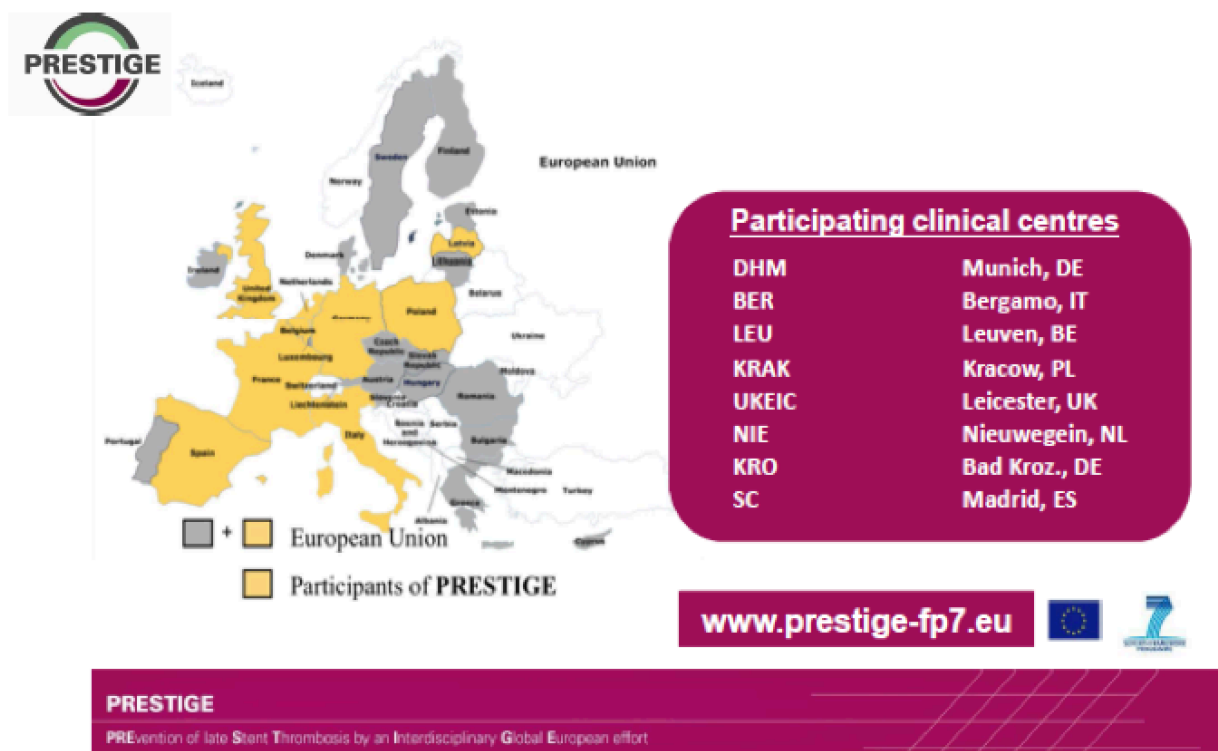 PRESTIGE
Iceland
European Union
Sweden
Finland
Norway
Estonia
Latvia
Lithuania
Denmark
Ireland
Netherlands
United Kingdom
Belarus
Belgium
Germany
Poland
Ukraine
Luxembourg
Czech Republic
Slovak Republic
Moldova
France
Switzerland
Austria
Hungary
Romania
Liechtenstein
Croatia
Italy
Bosnia and Herzegovina
Serbia
Portugal
Spain
Bulgaria
Macedonia
Montenegro
Turkey
Albania
Greece
Cyprus
+ European Union
Participants of PRESTIGE
Participating clinical centres
DHM Munich, DE
BER Bergamo, IT
LEU Leuven, BE
KRAK Kracow, PL
UKEIC Leicester, UK
NIE Nieuwegein, NL
KRO Bad Kroz., DE
SC Madrid, ES
www.prestige-fp7.eu
7
PRESTIGE
PREvention of late Stent Thrombosis by an Interdisciplinary Global European effort